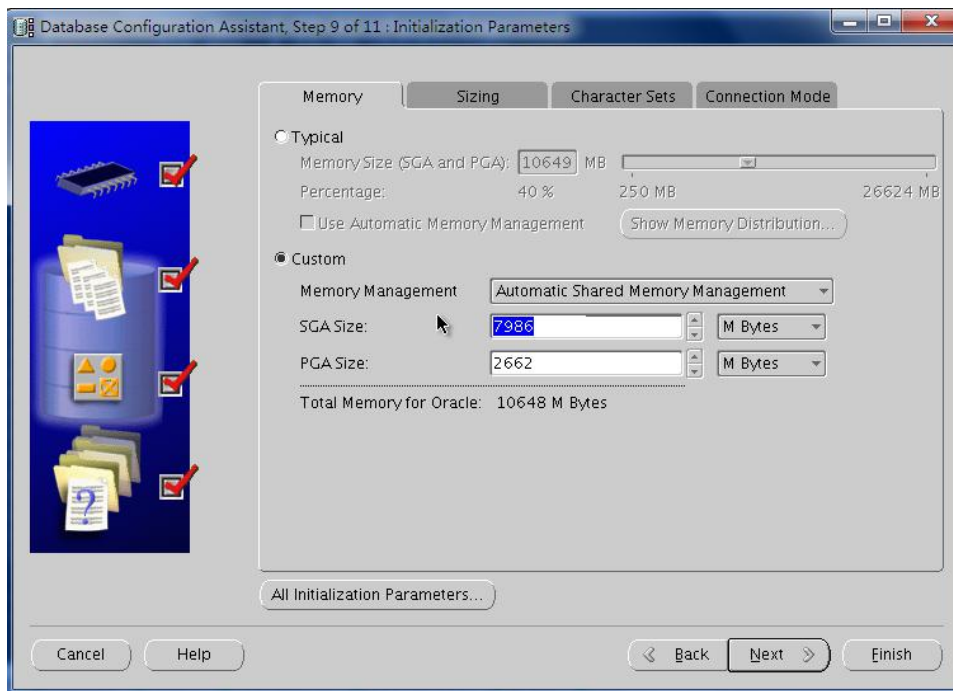 Database Configuration Assistant, Step 9 of 11 : Initialization Parameters
Memory Sizing Character Sets Connection Mode
Typical
Memory Size (SGA and PGA): 10649 MB
Percentage: 40 % 250 MB 26624 MB
Use Automatic Memory Management Show Memory Distribution...
Custom
Memory Management Automatic Shared Memory Management
SGA Size: 7986 M Bytes
PGA Size: 2662 M Bytes
Total Memory for Oracle: 10648 M Bytes
?
All Initialization Parameters...
Cancel Help Back Next Finish